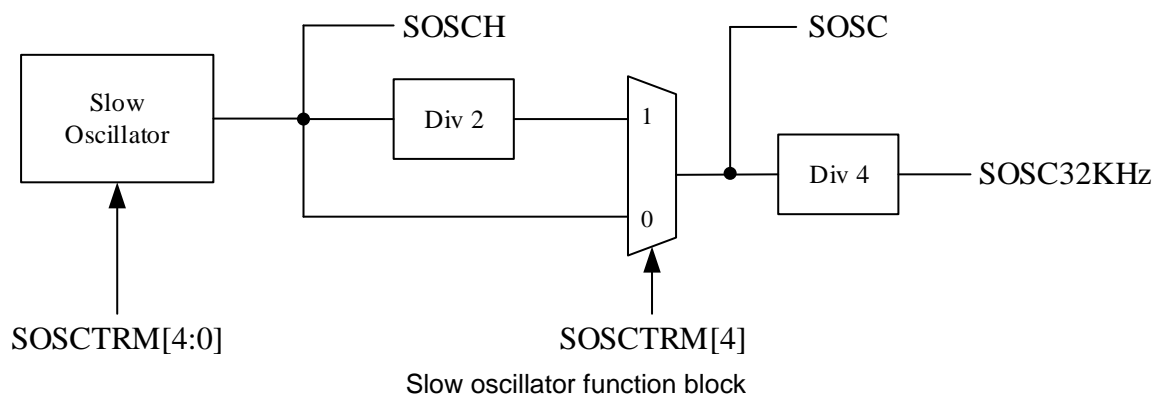 SOSCH
SOSC
Slow
Oscillator
Div 2
1
0
Div 4
SOSC32KHz
SOSCTRM[4:0]
SOSCTRM[4]
Slow oscillator function block